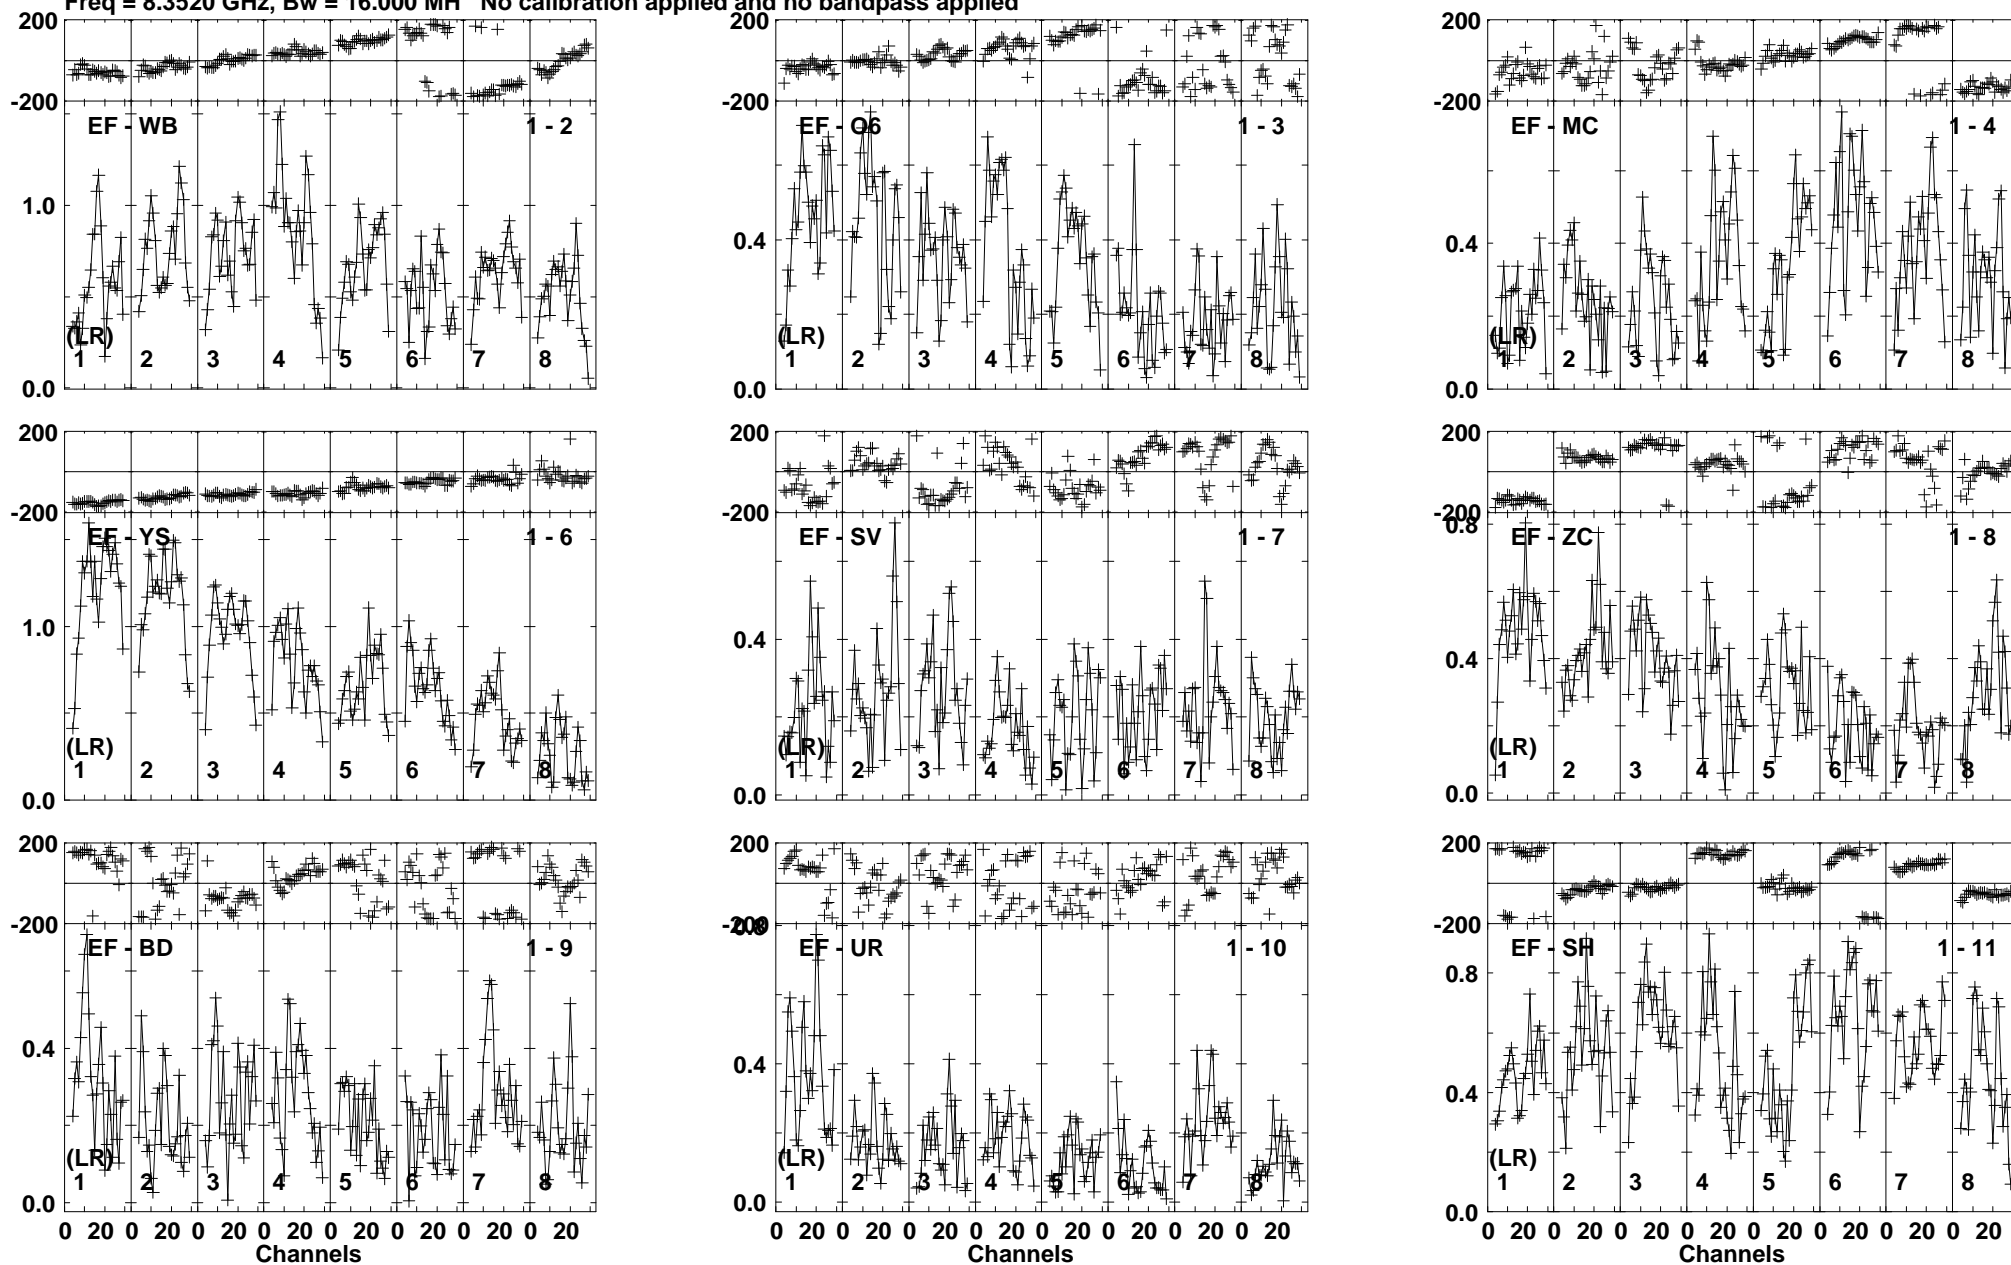 Freq = 8.3520 GHz, Bw = 16.000 MH No calibration applied and no bandpass applied
200 200 200
-200 -200 -200
EF - WB 1 - 2 EF - O6 1 - 3 EF - MC 1 - 4
1.0 0.4 0.4
(LR) (LR) (LR)
1 2 3 4 5 6 7 8 1 2 3 4 5 6 7 8 1 2 3 4 5 6 7 8
0.0 0.0 0.0
200 200 200
-200 -200 -200
0.8
EF - YS 1 - 6 EF - SV 1 - 7 EF - ZC 1 - 8
1.0 0.4 0.4
(LR) (LR) (LR)
1 2 3 4 5 6 7 8 1 2 3 4 5 6 7 8 1 2 3 4 5 6 7 8
0.0 0.0 0.0
200 200 200
-200 -200 -200
0.8
EF - BD 1 - 9 EF - UR 1 - 10 EF - SH 1 - 11
0.8
0.4 0.4 0.4
(LR) (LR) (LR)
1 2 3 4 5 6 7 8 1 2 3 4 5 6 7 8 1 2 3 4 5 6 7 8
0.0 0.0 0.0
0 20 0 20 0 20 0 20 0 20 0 20 0 20 0 20 0 20 0 20 0 20 0 20 0 20 0 20 0 20 0 20 0 20 0 20 0 20 0 20 0 20 0 20 0 20 0 20
Channels Channels Channels